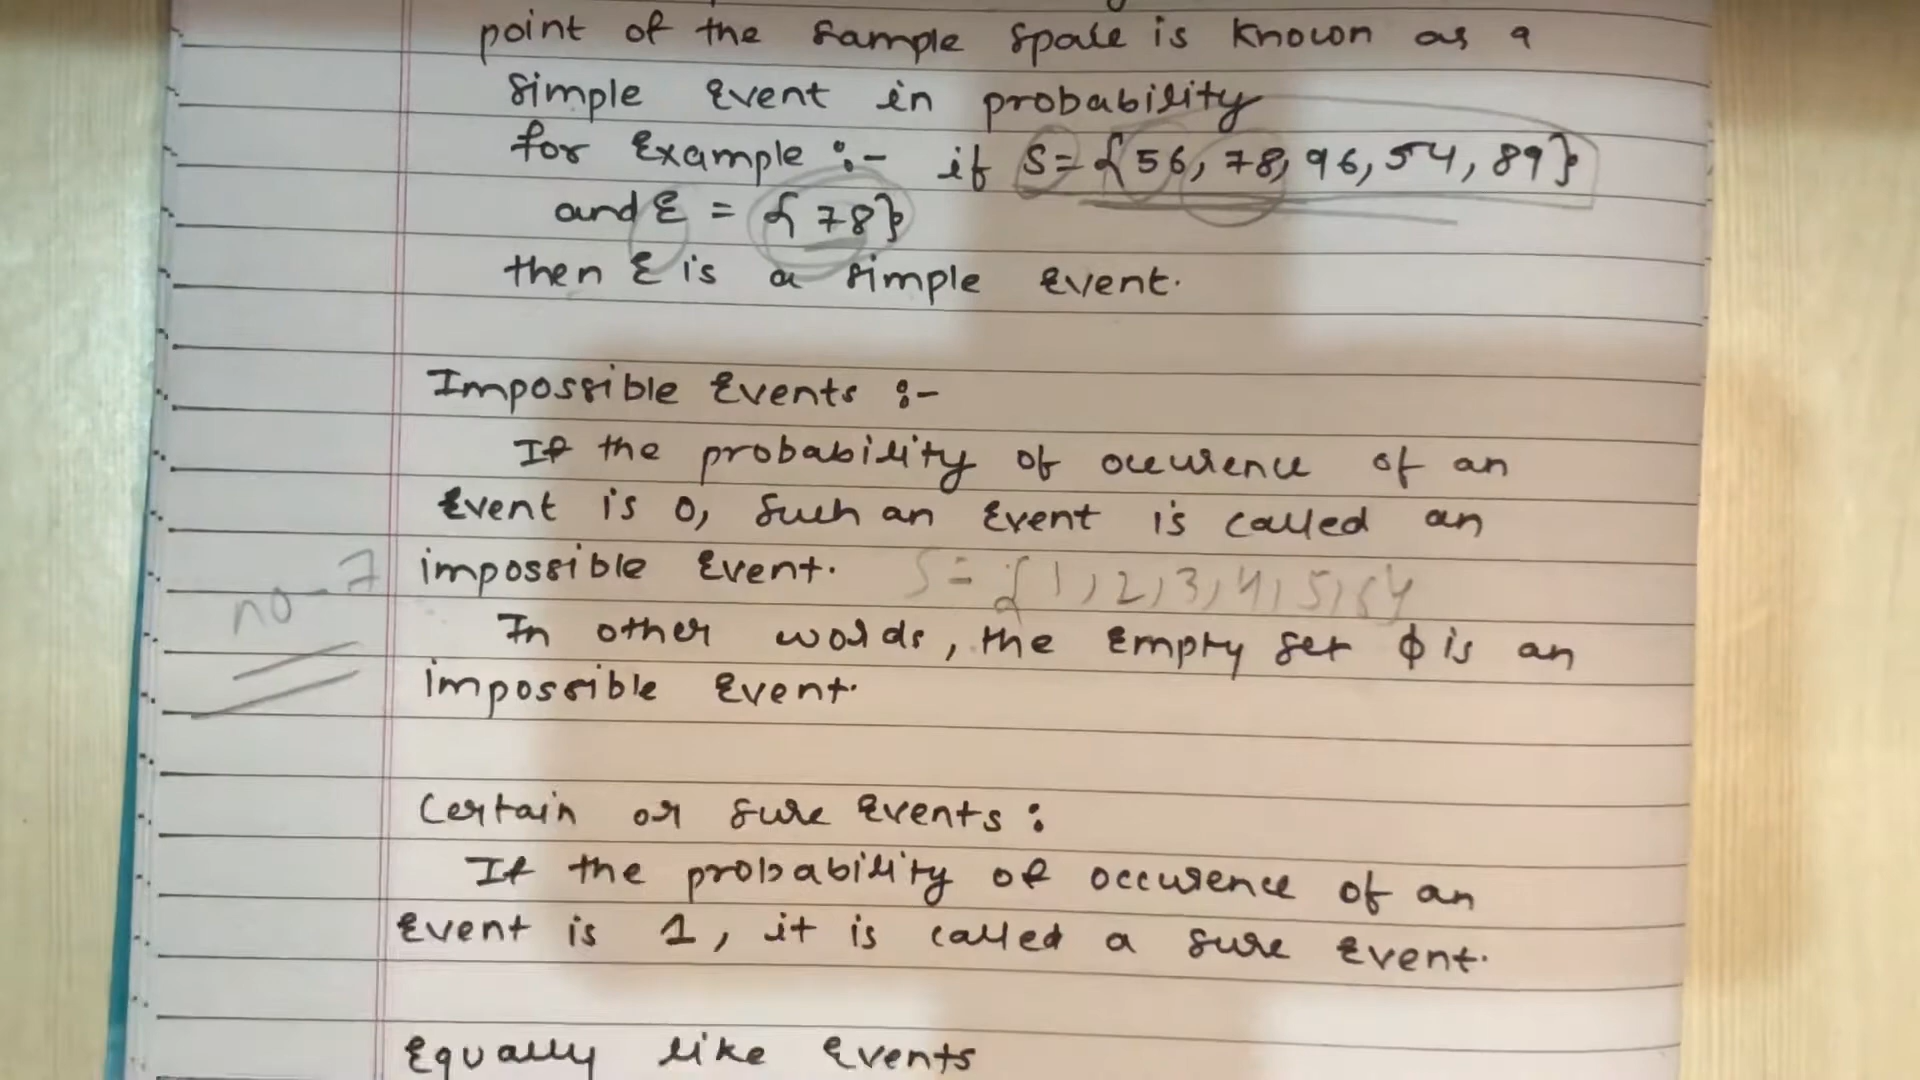 point of the sample space is known as a
simple Event in probability
for Example :- if S= {56, 78, 96, 54, 89}
and E = {78}
then E is a simple Event.
Impossible Events :-
If the probability of occurence of an
Event is 0, such an Event is called an
impossible Event. S = {1,2,3,4,5,6}
no-7
In other words, the Empty set ϕ is an
impossible Event.
Certain or sure Events :
If the probability of occurence of an
Event is 1, it is called a sure Event.
Equally like Events